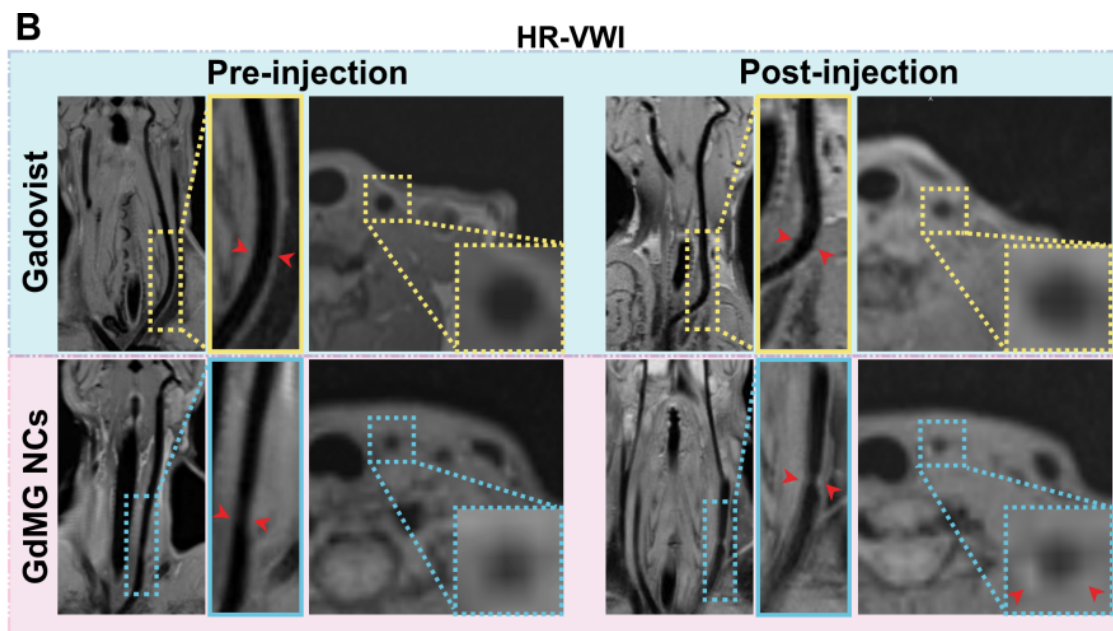 B
HR-VWI
Pre-injection
Post-injection
Gadovist
GdMG NCs